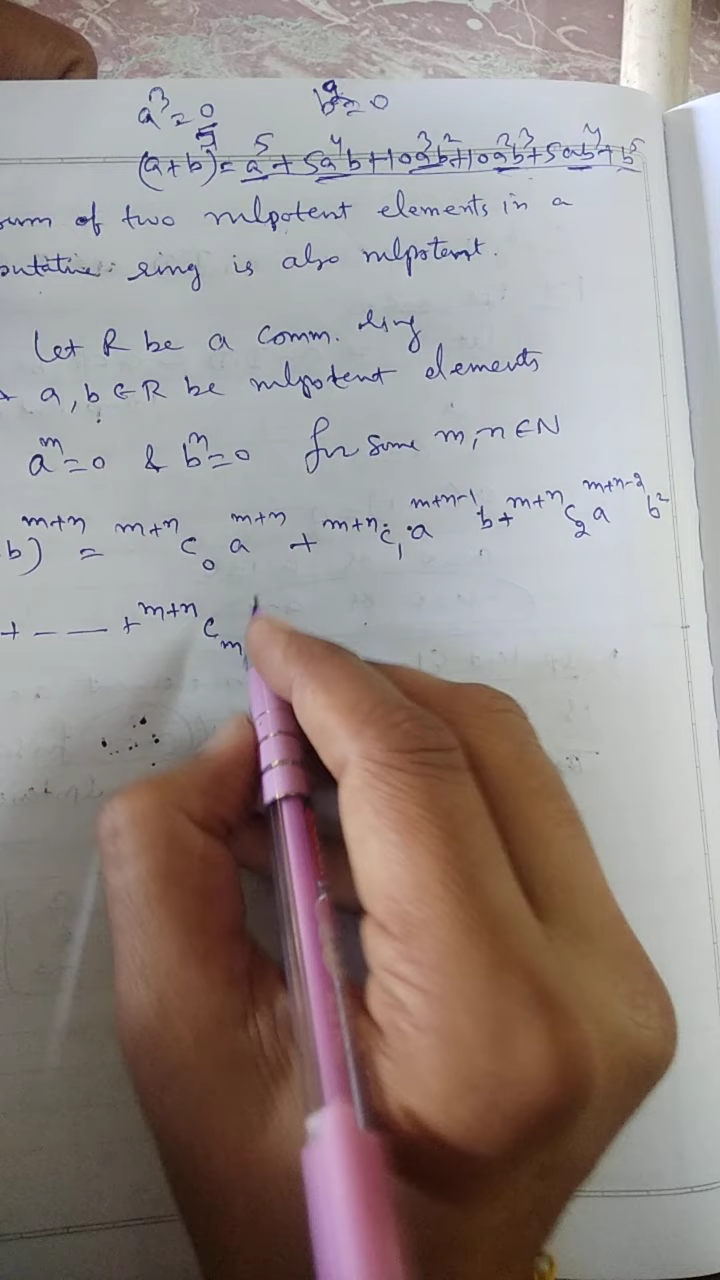 a³ = 0 b² = 0
(a+b)⁵ = a⁵ + 5a⁴b + 10a³b² + 10a²b³ + 5ab⁴ + b⁵
of two nilpotent elements in a
ring is also nilpotent.
Let R be a comm. ring
a, b ∈ R be nilpotent elements
aᵐ = 0 & bⁿ = 0 for some m, n ∈ N
b)ᵐ⁺ⁿ = ᵐ⁺ⁿC₀ aᵐ⁺ⁿ + ᵐ⁺ⁿC₁ · aᵐ⁺ⁿ⁻¹ b + ᵐ⁺ⁿC₂ aᵐ⁺ⁿ⁻² b²
+ --- + ᵐ⁺ⁿCₘ